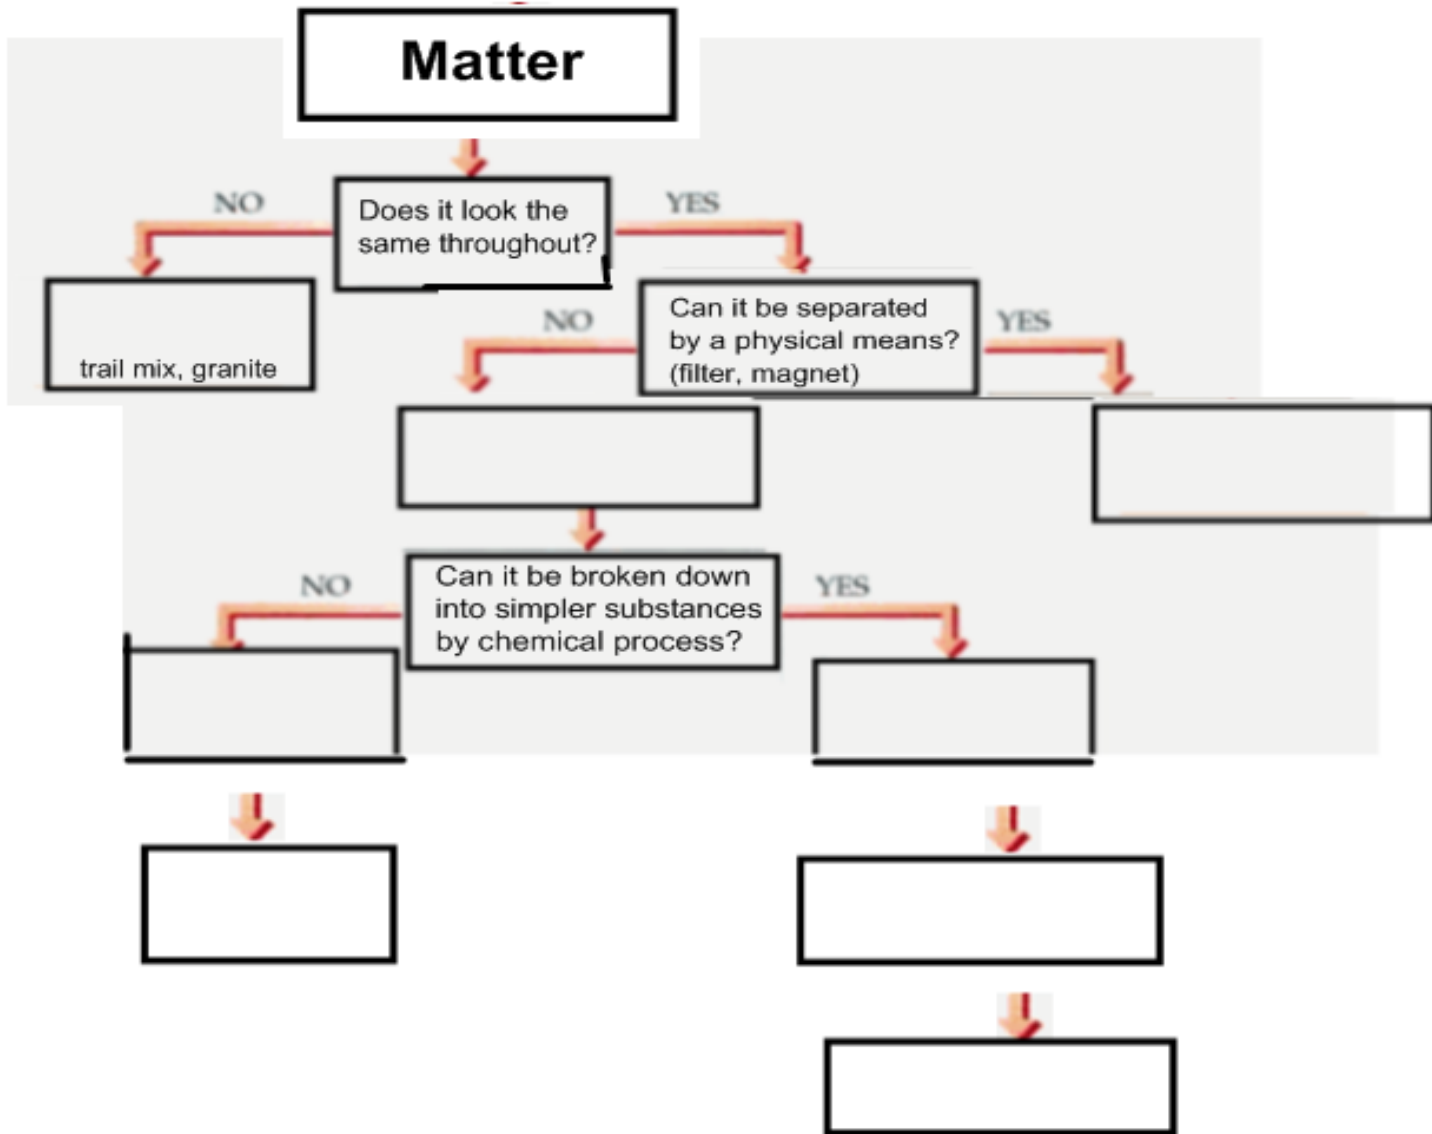 Matter
NO
YES
Does it look the
same throughout?
trail mix, granite
NO
YES
Can it be separated
by a physical means?
(filter, magnet)
NO
YES
Can it be broken down
into simpler substances
by chemical process?